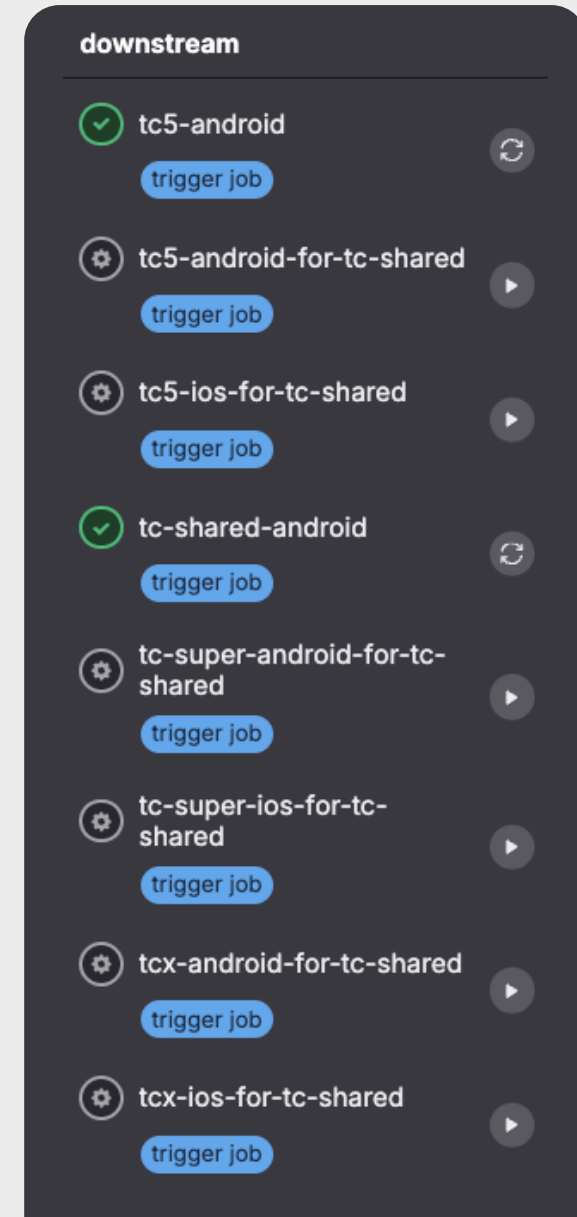 downstream
tc5-android
trigger job
tc5-android-for-tc-shared
trigger job
tc5-ios-for-tc-shared
trigger job
tc-shared-android
trigger job
tc-super-android-for-tc-
shared
trigger job
tc-super-ios-for-tc-
shared
trigger job
tcx-android-for-tc-shared
trigger job
tcx-ios-for-tc-shared
trigger job